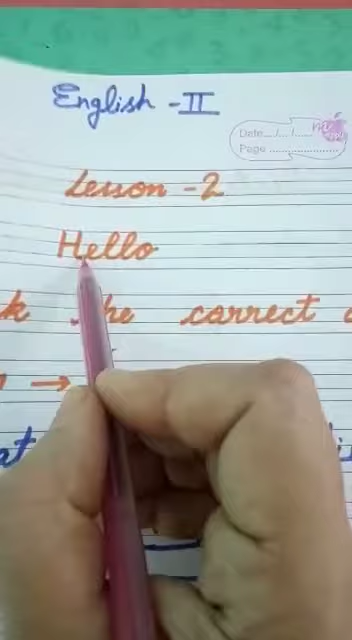 English - II
Date.../.../......
Page ......................
Lesson - 2
Hello
k the correct
→